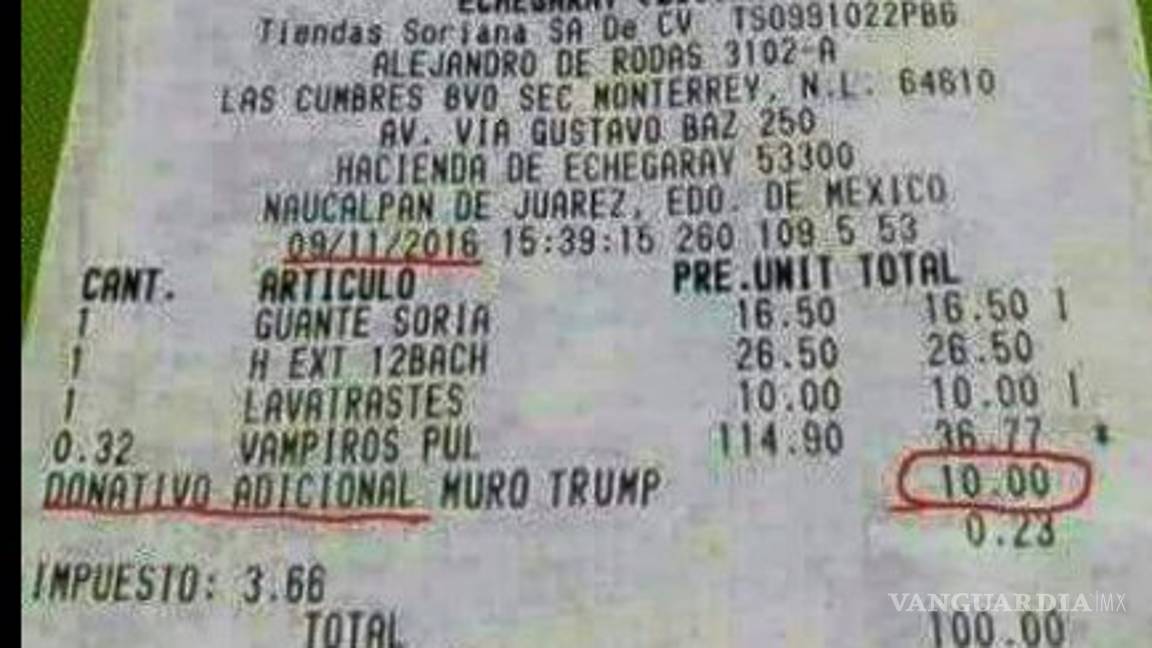 Tiendas Soriana SA De CV TSO991022PB6
ALEJANDRO DE RODAS 3102-A
LAS CUMBRES 8VO SEC MONTERREY, N.L. 64610
AV. VIA GUSTAVO BAZ 250
HACIENDA DE ECHEGARAY 53300
NAUCALPAN DE JUAREZ, EDO. DE MEXICO
09/11/2016 15:39:15 260 109 5 53
CANT. ARTICULO PRE.UNIT TOTAL
1 GUANTE SORIA 16.50 16.50 I
1 H EXT 12BACH 26.50 26.50
1 LAVATRASTES 10.00 10.00 I
0.32 VAMPIROS PUL 114.90 36.77 *
DONATIVO ADICIONAL MURO TRUMP 10.00
0.23
IMPUESTO: 3.66
TOTAL 100.00
VANGUARDIA|MX